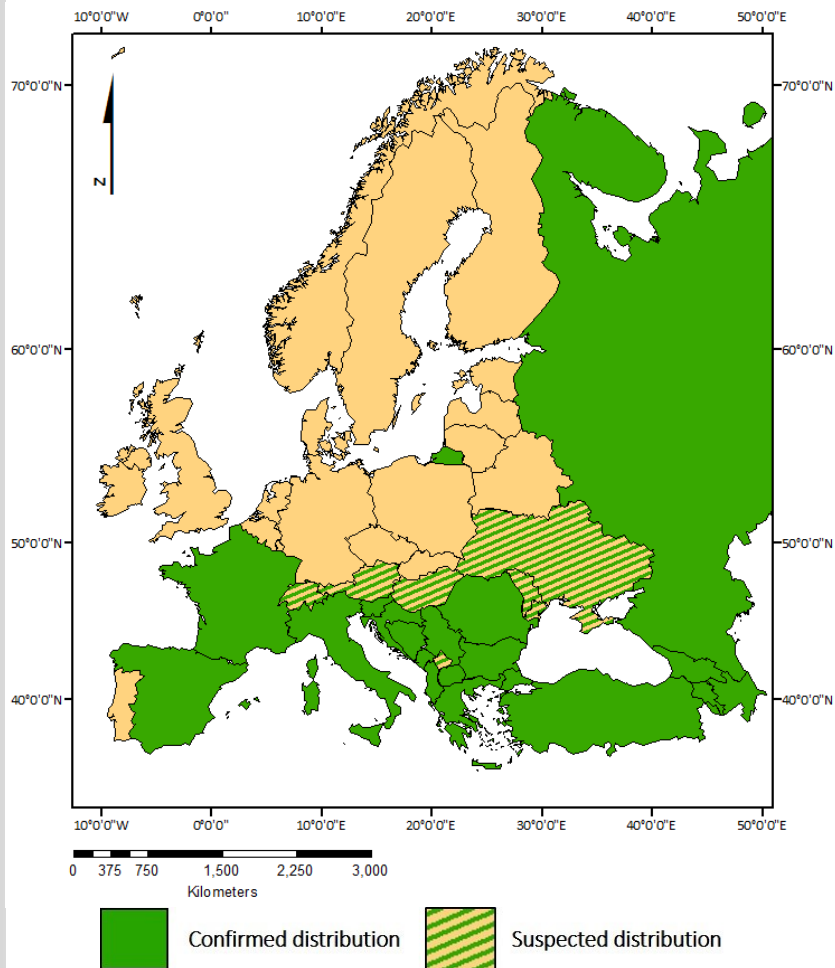 10°0'0"W 0°0'0" 10°0'0"E 20°0'0"E 30°0'0"E 40°0'0"E 50°0'0"E
70°0'0"N 70°0'0"N
N
60°0'0"N 60°0'0"N
50°0'0"N 50°0'0"N
40°0'0"N 40°0'0"N
10°0'0"W 0°0'0" 10°0'0"E 20°0'0"E 30°0'0"E 40°0'0"E 50°0'0"E
0 375 750 1,500 2,250 3,000
Kilometers
Confirmed distribution Suspected distribution